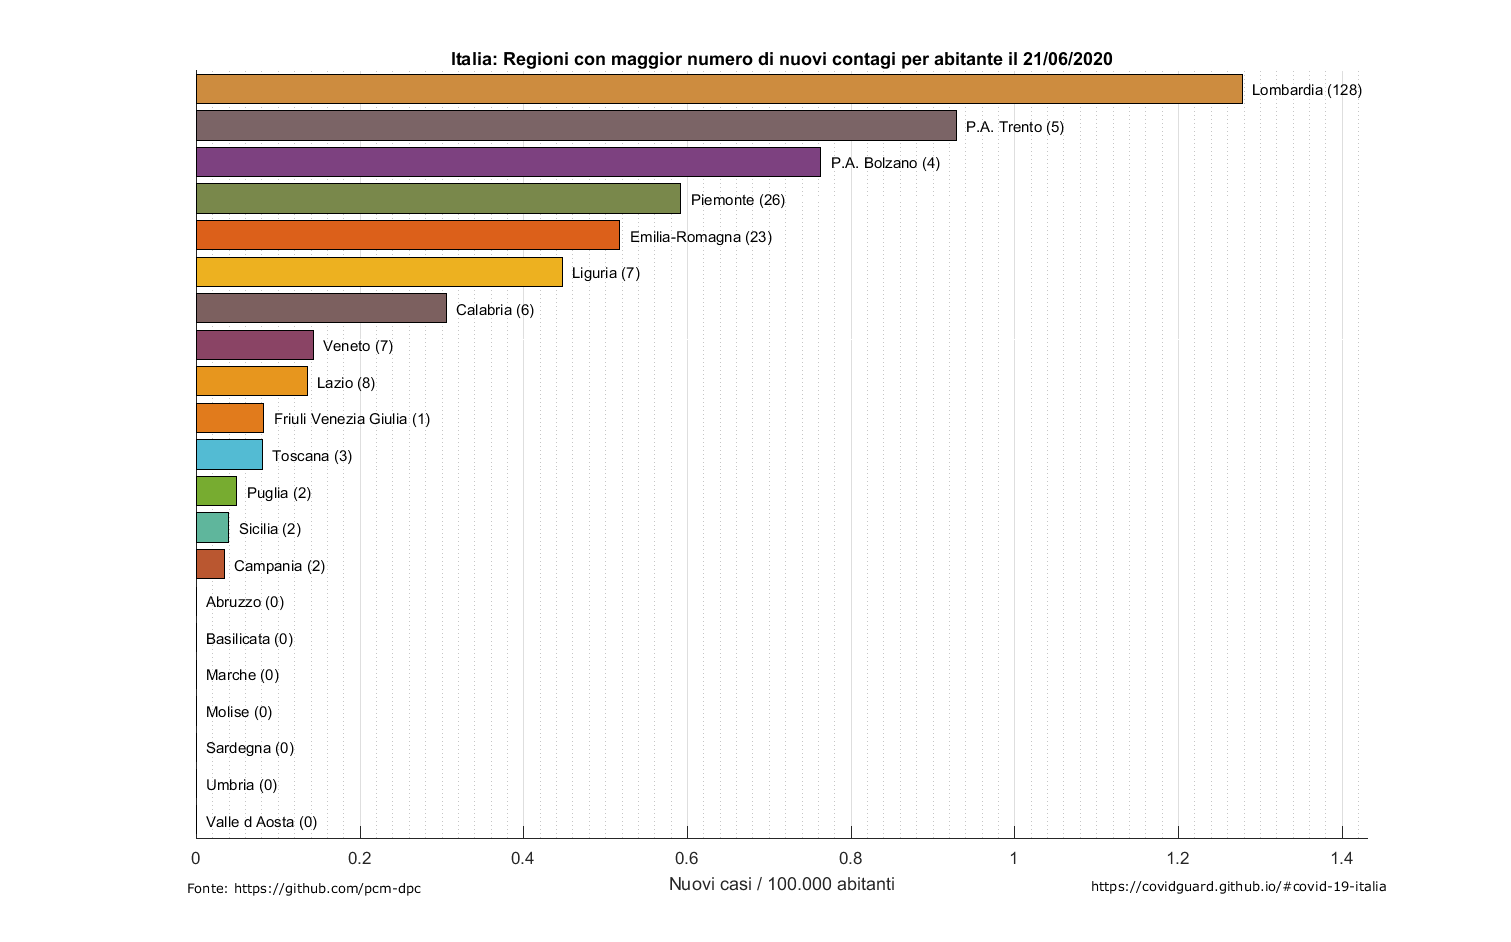 Italia: Regioni con maggior numero di nuovi contagi per abitante il 21/06/2020
Lombardia (128)
P.A. Trento (5)
P.A. Bolzano (4)
Piemonte (26)
Emilia-Romagna (23)
Liguria (7)
Calabria (6)
Veneto (7)
Lazio (8)
Friuli Venezia Giulia (1)
Toscana (3)
Puglia (2)
Sicilia (2)
Campania (2)
Abruzzo (0)
Basilicata (0)
Marche (0)
Molise (0)
Sardegna (0)
Umbria (0)
Valle d Aosta (0)
0 0.2 0.4 0.6 0.8 1 1.2 1.4
Nuovi casi / 100.000 abitanti
Fonte: https://github.com/pcm-dpc
https://covidguard.github.io/#covid-19-italia